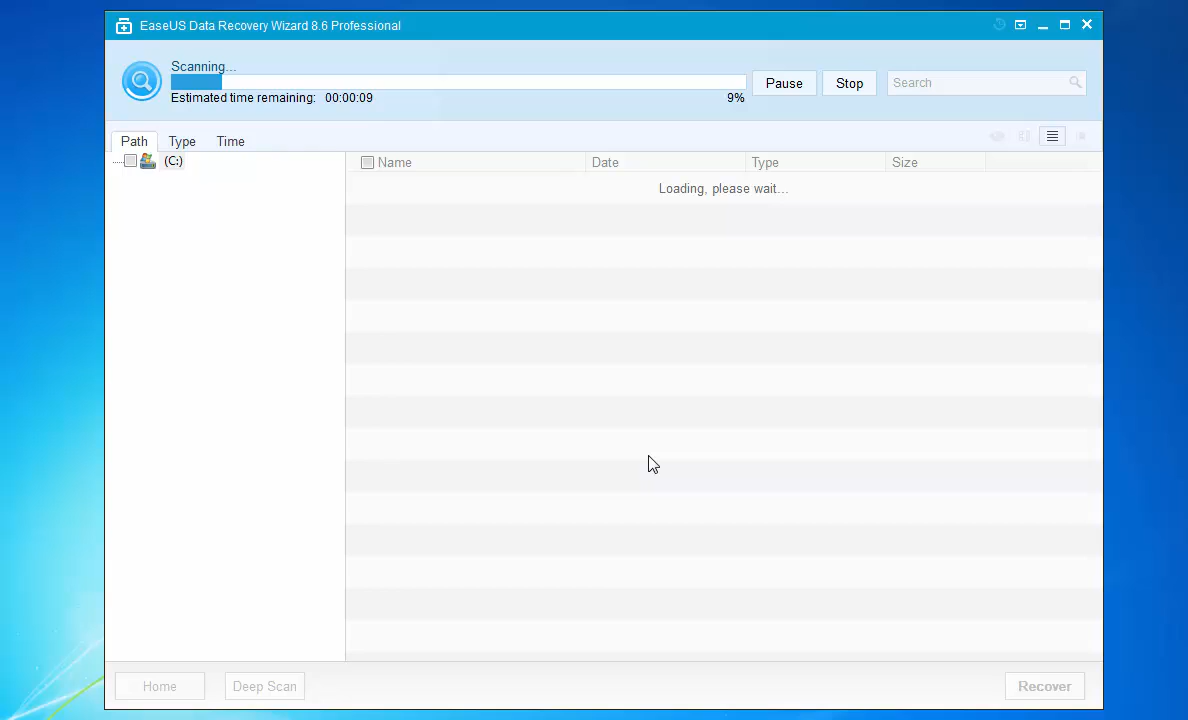 EaseUS Data Recovery Wizard 8.6 Professional
Scanning...
Estimated time remaining: 00:00:09 9%
Pause Stop Search
Path Type Time
(C:)
Name Date Type Size
Loading, please wait...
Home Deep Scan Recover